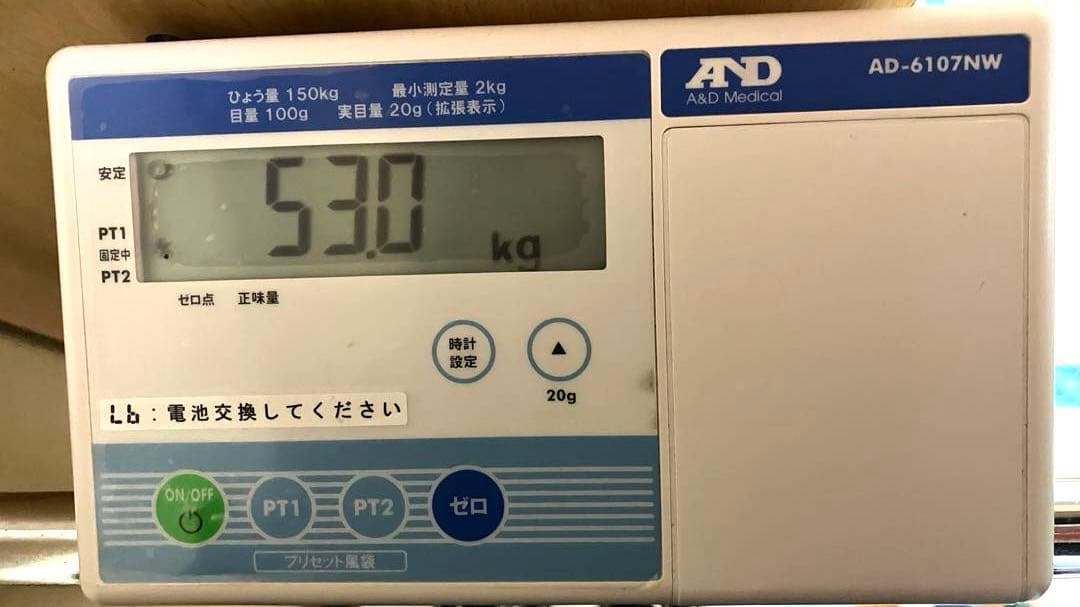 ひょう量 150kg 最小測定量 2kg
目量 100g 実目量 20g(拡張表示)
AND
A&D Medical
AD-6107NW
安定
53.0 kg
PT1
固定中
PT2
ゼロ点 正味量
時計
設定
▲
20g
Lb:電池交換してください
ON/OFF
PT1
PT2
ゼロ
プリセット風袋